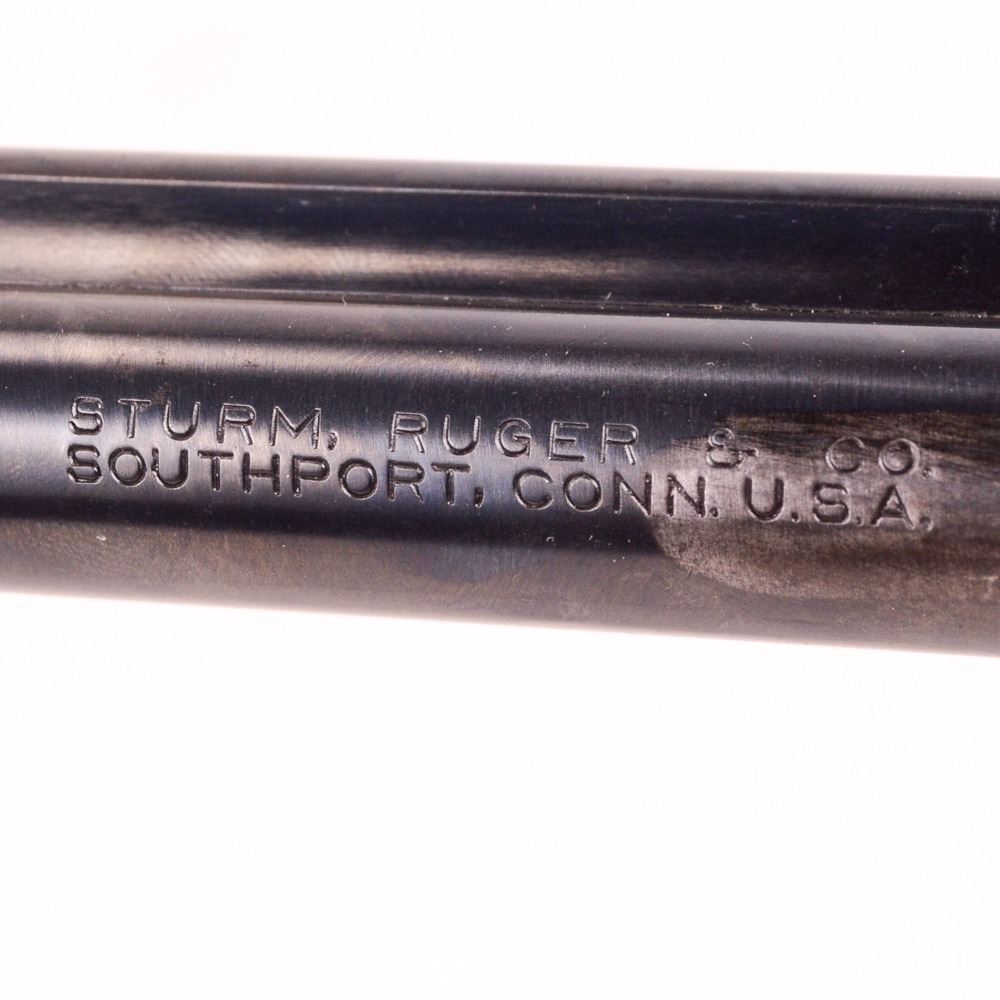 STURM, RUGER & CO.
SOUTHPORT, CONN. U.S.A.